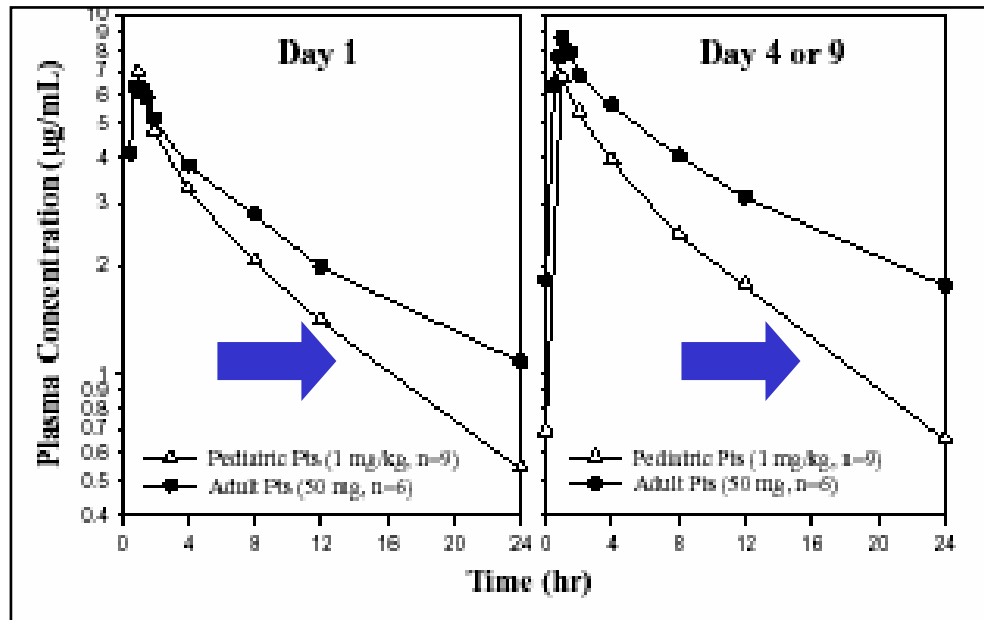 Day 1
Day 4 or 9
Plasma Concentration (µg/mL)
10
9
8
7
6
5
4
3
2
1
0.9
0.8
0.7
0.6
0.5
0.4
Pediatric Pts (1 mg/kg, n=9)
Adult Pts (50 mg, n=6)
Pediatric Pts (1 mg/kg, n=9)
Adult Pts (50 mg, n=6)
0 4 8 12 16 20 24
0 4 8 12 16 20 24
Time (hr)